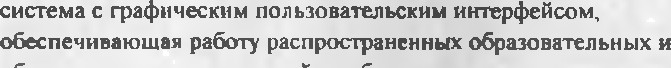 система с графическим пользовательским интерфейсом,
обеспечивающая работу распространенных образовательных и